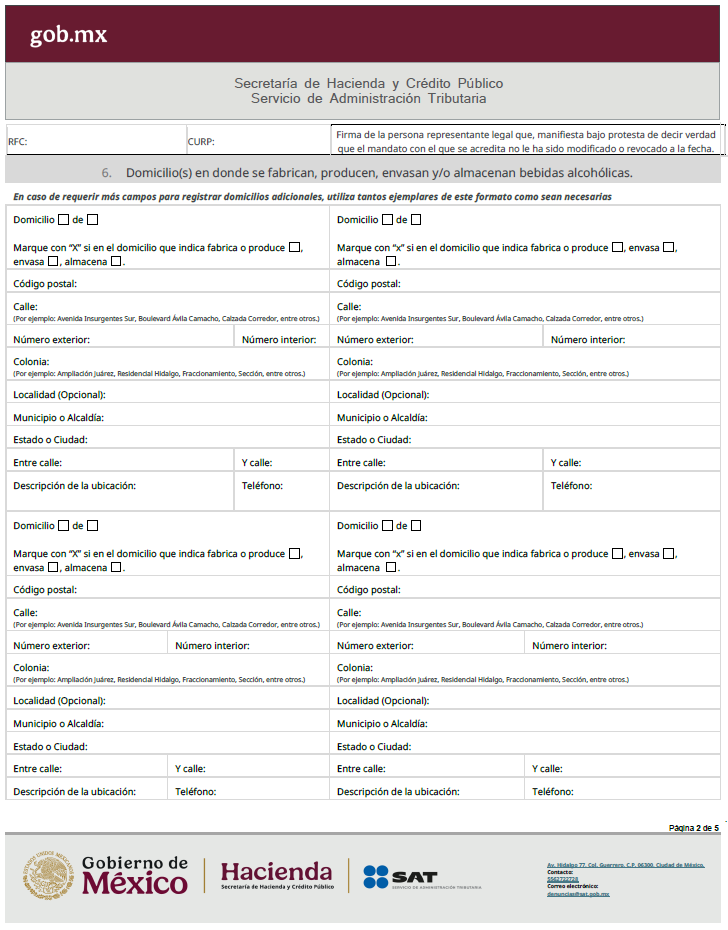 gob.mx
Secretaría de Hacienda y Crédito Público
Servicio de Administración Tributaria
RFC:
CURP:
Firma de la persona representante legal que, manifiesta bajo protesta de decir verdad
que el mandato con el que se acredita no le ha sido modificado o revocado a la fecha.
6. Domicilio(s) en donde se fabrican, producen, envasan y/o almacenan bebidas alcohólicas.
En caso de requerir más campos para registrar domicilios adicionales, utiliza tantos ejemplares de este formato como sean necesarias
Domicilio ☐ de ☐
Marque con "X" si en el domicilio que indica fabrica o produce ☐,
envasa ☐, almacena ☐.
Código postal:
Calle:
(Por ejemplo: Avenida Insurgentes Sur, Boulevard Ávila Camacho, Calzada Corredor, entre otros.)
Número exterior:
Número interior:
Colonia:
(Por ejemplo: Ampliación Juárez, Residencial Hidalgo, Fraccionamiento, Sección, entre otros.)
Localidad (Opcional):
Municipio o Alcaldía:
Estado o Ciudad:
Entre calle:
Y calle:
Descripción de la ubicación:
Teléfono:
Domicilio ☐ de ☐
Marque con "x" si en el domicilio que indica fabrica o produce ☐, envasa ☐,
almacena ☐.
Código postal:
Calle:
(Por ejemplo: Avenida Insurgentes Sur, Boulevard Ávila Camacho, Calzada Corredor, entre otros.)
Número exterior:
Número interior:
Colonia:
(Por ejemplo: Ampliación Juárez, Residencial Hidalgo, Fraccionamiento, Sección, entre otros.)
Localidad (Opcional):
Municipio o Alcaldía:
Estado o Ciudad:
Entre calle:
Y calle:
Descripción de la ubicación:
Teléfono:
Domicilio ☐ de ☐
Marque con "X" si en el domicilio que indica fabrica o produce ☐,
envasa ☐, almacena ☐.
Código postal:
Calle:
(Por ejemplo: Avenida Insurgentes Sur, Boulevard Ávila Camacho, Calzada Corredor, entre otros.)
Número exterior:
Número interior:
Colonia:
(Por ejemplo: Ampliación Juárez, Residencial Hidalgo, Fraccionamiento, Sección, entre otros.)
Localidad (Opcional):
Municipio o Alcaldía:
Estado o Ciudad:
Entre calle:
Y calle:
Descripción de la ubicación:
Teléfono:
Domicilio ☐ de ☐
Marque con "x" si en el domicilio que indica fabrica o produce ☐, envasa ☐,
almacena ☐.
Código postal:
Calle:
(Por ejemplo: Avenida Insurgentes Sur, Boulevard Ávila Camacho, Calzada Corredor, entre otros.)
Número exterior:
Número interior:
Colonia:
(Por ejemplo: Ampliación Juárez, Residencial Hidalgo, Fraccionamiento, Sección, entre otros.)
Localidad (Opcional):
Municipio o Alcaldía:
Estado o Ciudad:
Entre calle:
Y calle:
Descripción de la ubicación:
Teléfono:
Página 2 de 5
Gobierno de
México
Hacienda
Secretaría de Hacienda y Crédito Público
SAT
SERVICIO DE ADMINISTRACIÓN TRIBUTARIA
Av. Hidalgo 77, Col. Guerrero, C.P. 06300, Ciudad de México.
Contacto:
5562722728
Correo electrónico:
denuncias@sat.gob.mx